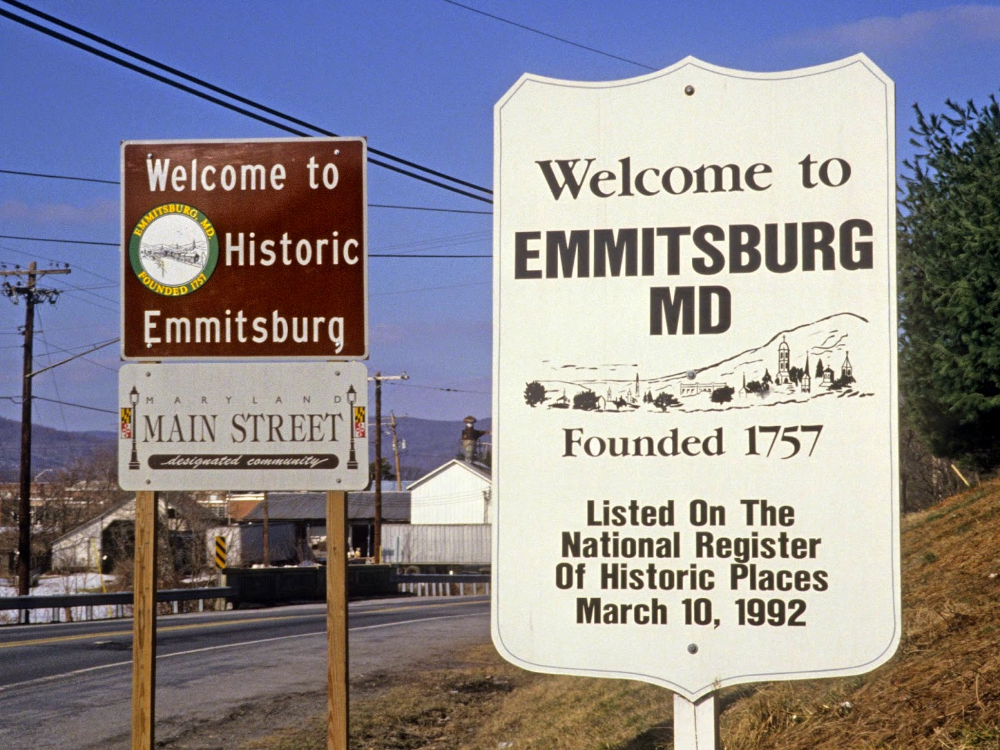 Welcome to
EMMITSBURG, MD.
FOUNDED 1757
Historic
Emmitsburg
MARYLAND
MAIN STREET
designated community
Welcome to
EMMITSBURG
MD
Founded 1757
Listed On The
National Register
Of Historic Places
March 10, 1992